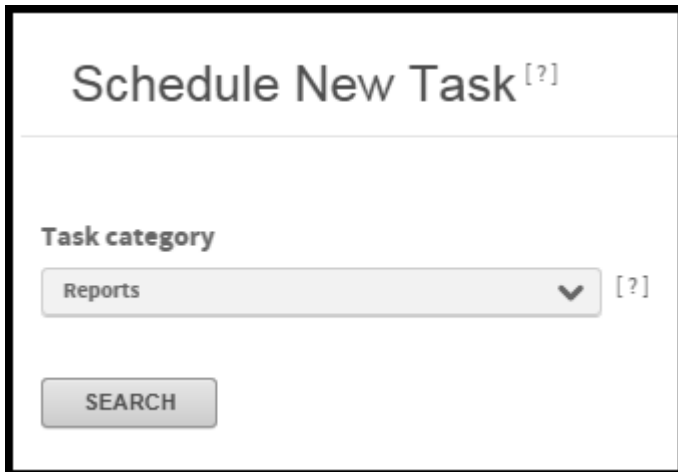 Schedule New Task [?]
Task category
Reports [?]
SEARCH